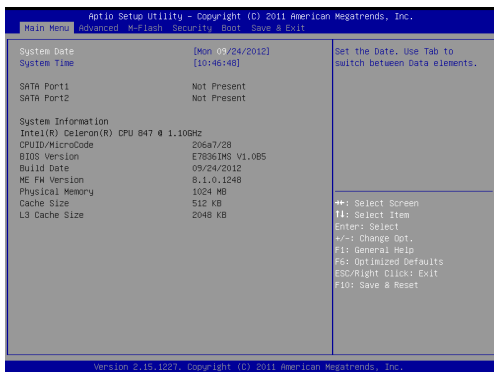 Aptio Setup Utility – Copyright (C) 2011 American Megatrends, Inc.
Main Menu Advanced M-Flash Security Boot Save & Exit
System Date [Mon 09/24/2012]
System Time [10:46:48]
SATA Port1 Not Present
SATA Port2 Not Present
System Information
Intel(R) Celeron(R) CPU 847 @ 1.10GHz
CPUID/MicroCode 206a7/28
BIOS Version E7836IMS V1.0B5
Build Date 09/24/2012
ME FW Version 8.1.0.1248
Physical Memory 1024 MB
Cache Size 512 KB
L3 Cache Size 2048 KB
Set the Date. Use Tab to
switch between Data elements.
→←: Select Screen
↑↓: Select Item
Enter: Select
+/-: Change Opt.
F1: General Help
F6: Optimized Defaults
ESC/Right Click: Exit
F10: Save & Reset
Version 2.15.1227. Copyright (C) 2011 American Megatrends, Inc.